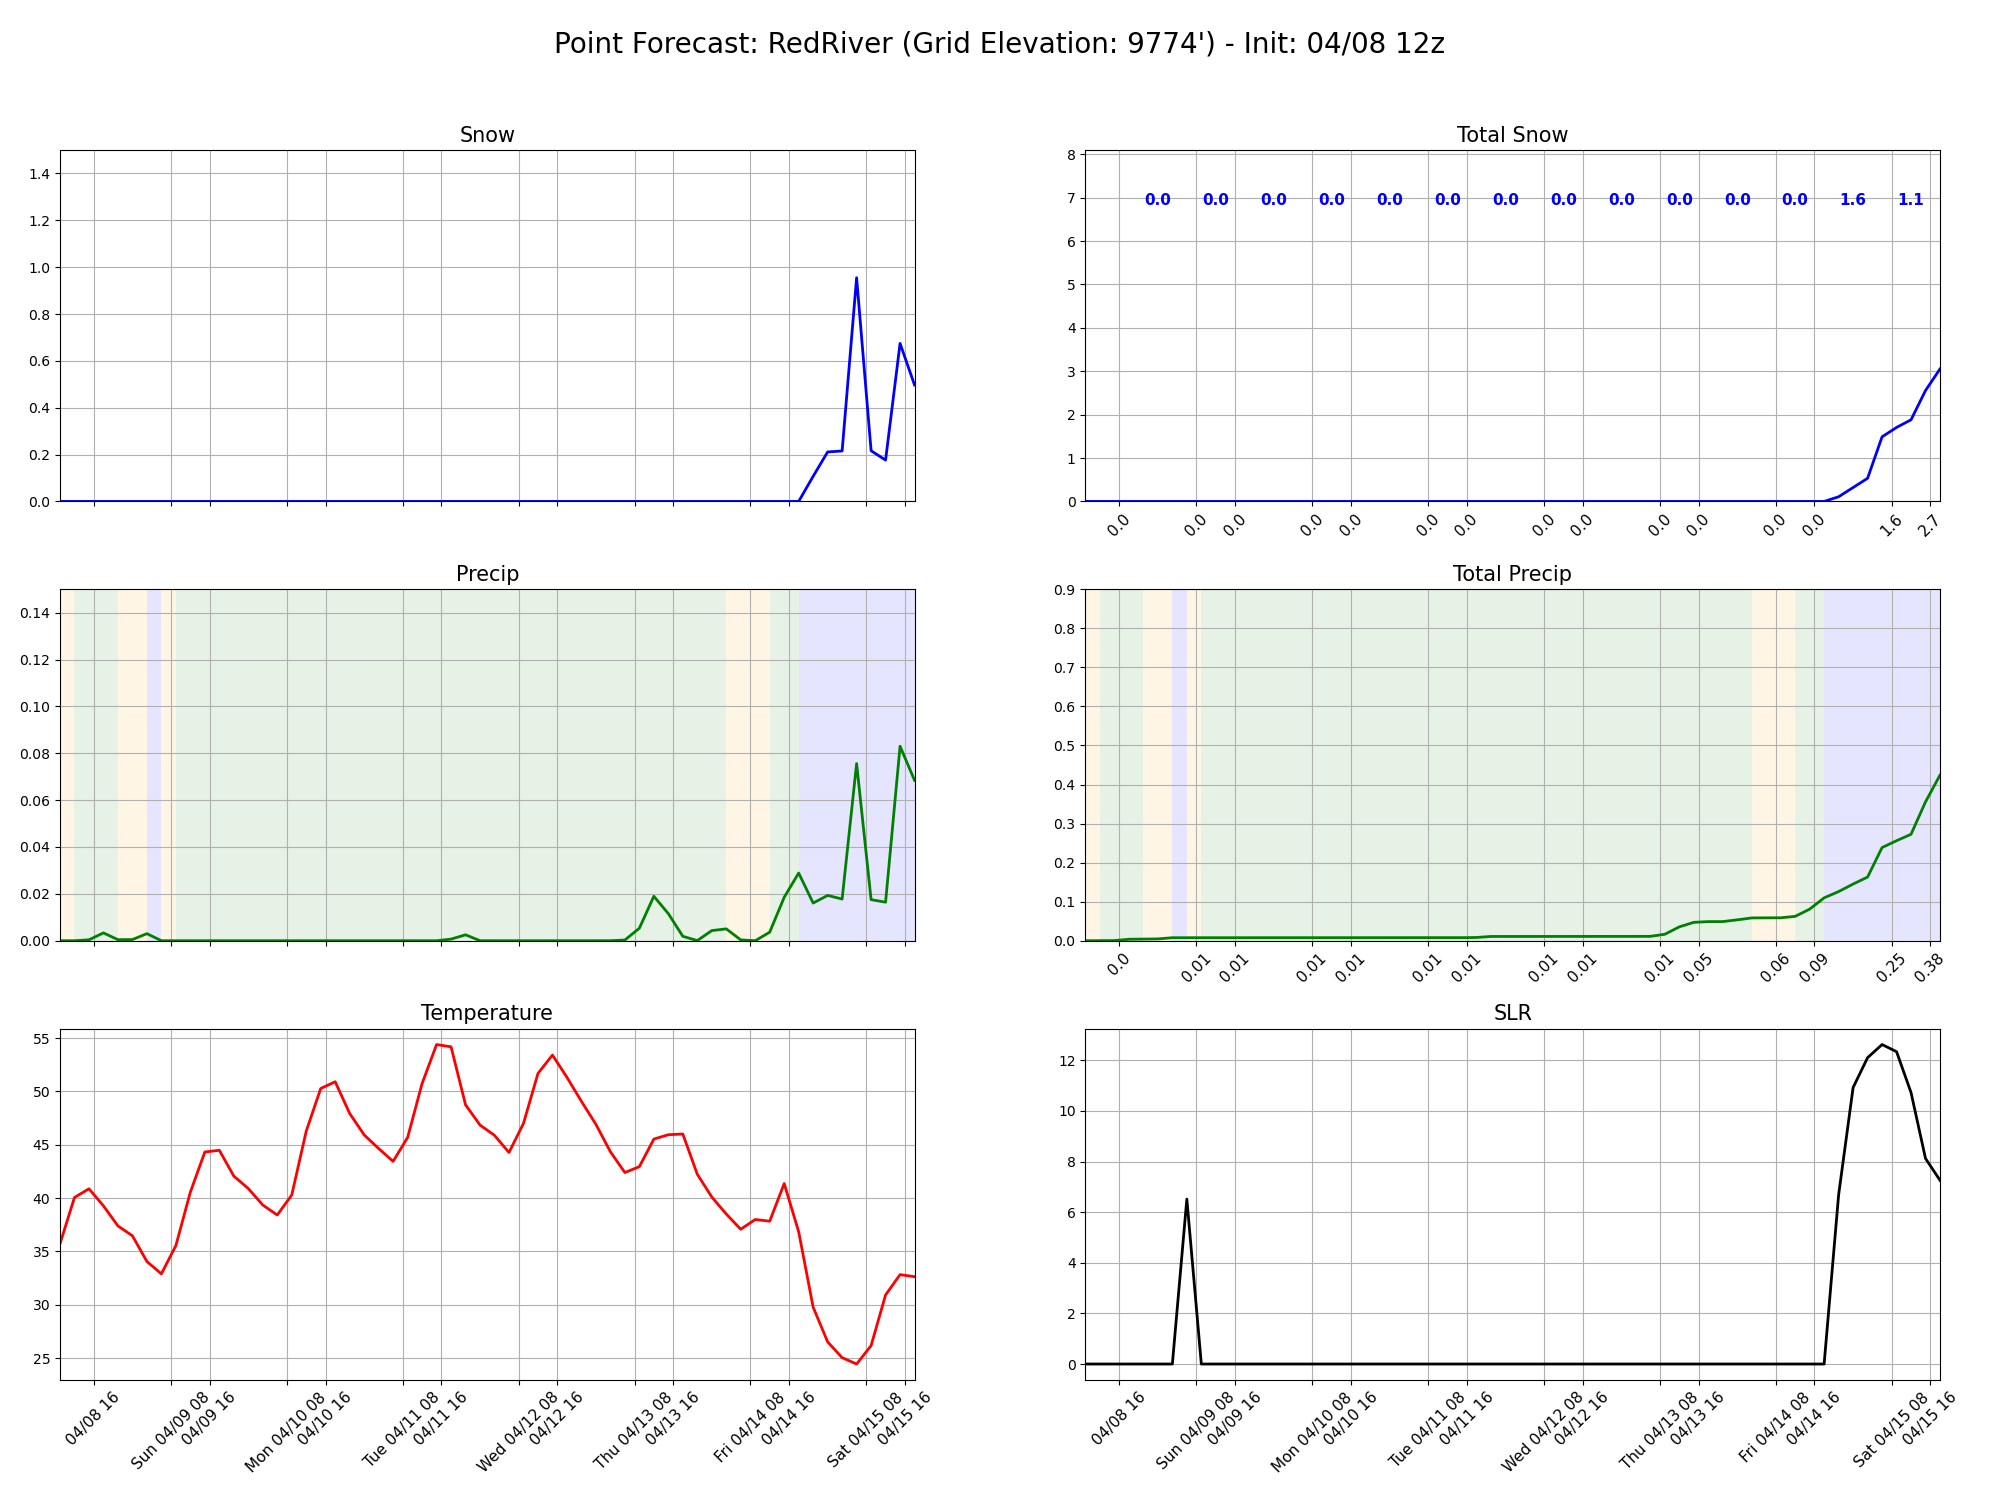 Point Forecast: RedRiver (Grid Elevation: 9774') - Init: 04/08 12z
Snow
1.4
1.2
1.0
0.8
0.6
0.4
0.2
0.0
Total Snow
8
7
6
5
4
3
2
1
0
0.0 0.0 0.0 0.0 0.0 0.0 0.0 0.0 0.0 0.0 0.0 0.0 1.6 1.1
0.0 0.0 0.0 0.0 0.0 0.0 0.0 0.0 0.0 0.0 0.0 0.0 0.0 1.6 2.7
Precip
0.14
0.12
0.10
0.08
0.06
0.04
0.02
0.00
Total Precip
0.9
0.8
0.7
0.6
0.5
0.4
0.3
0.2
0.1
0.0
0.0 0.01 0.01 0.01 0.01 0.01 0.01 0.01 0.01 0.01 0.05 0.06 0.09 0.25 0.38
Temperature
55
50
45
40
35
30
25
04/08 16
Sun 04/09 08
04/09 16
Mon 04/10 08
04/10 16
Tue 04/11 08
04/11 16
Wed 04/12 08
04/12 16
Thu 04/13 08
04/13 16
Fri 04/14 08
04/14 16
Sat 04/15 08
04/15 16
SLR
12
10
8
6
4
2
0
04/08 16
Sun 04/09 08
04/09 16
Mon 04/10 08
04/10 16
Tue 04/11 08
04/11 16
Wed 04/12 08
04/12 16
Thu 04/13 08
04/13 16
Fri 04/14 08
04/14 16
Sat 04/15 08
04/15 16